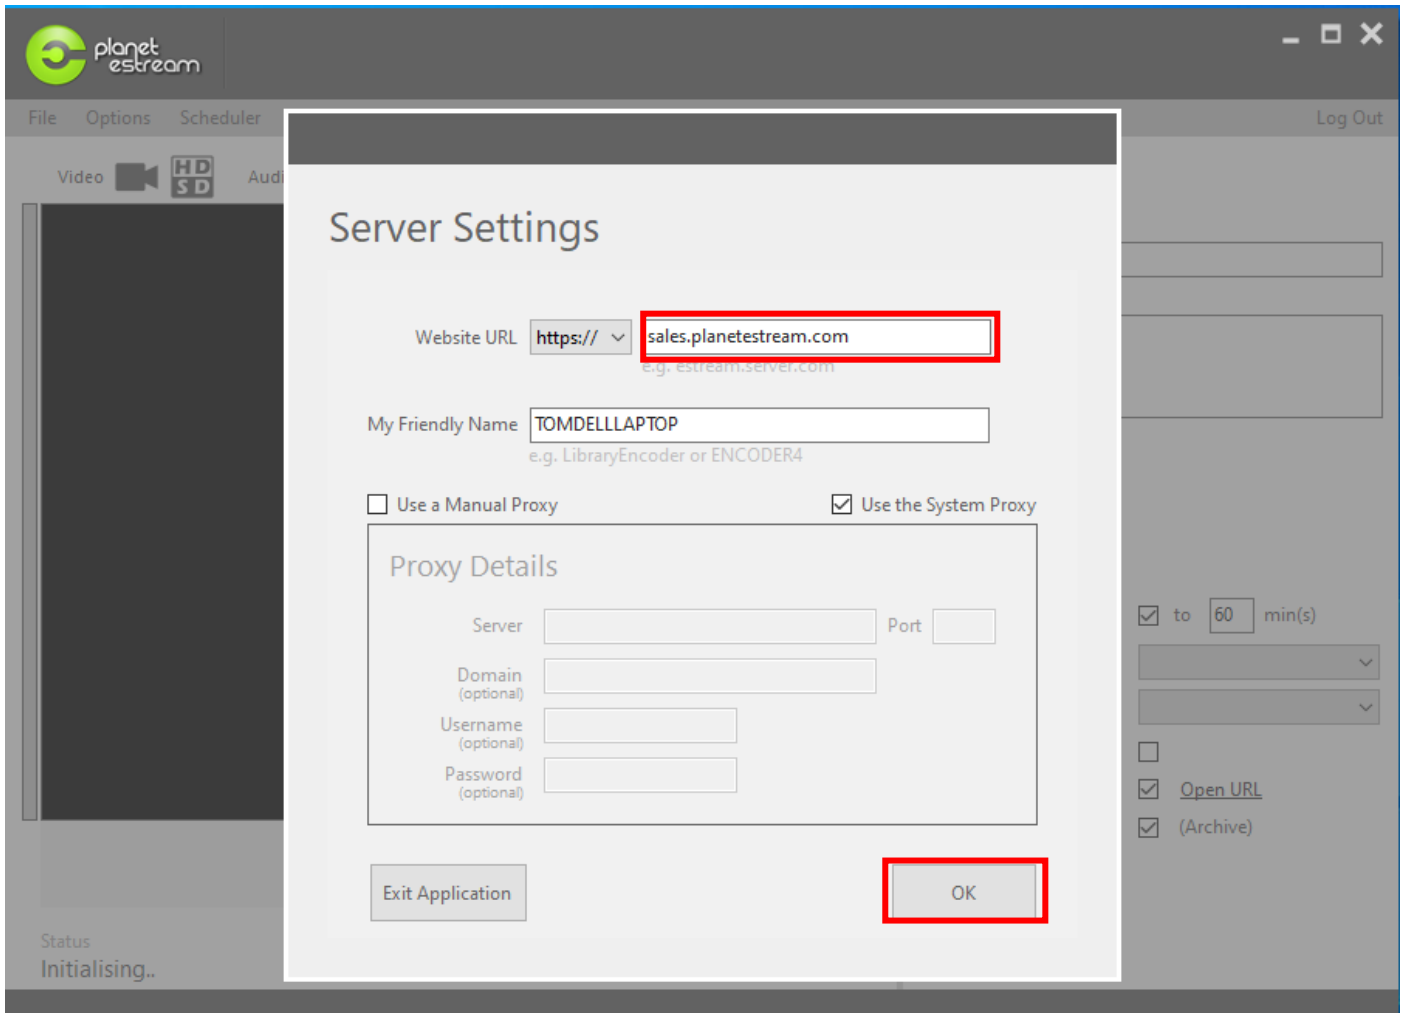 planet
estream
File Options Scheduler
Log Out
Video HD SD Audi
Server Settings
Website URL https:// sales.planetestream.com
e.g. estream.server.com
My Friendly Name TOMDELLLAPTOP
e.g. LibraryEncoder or ENCODER4
Use a Manual Proxy Use the System Proxy
Proxy Details
Server Port
Domain
(optional)
Username
(optional)
Password
(optional)
to 60 min(s)
Open URL
(Archive)
Exit Application OK
Status
Initialising..